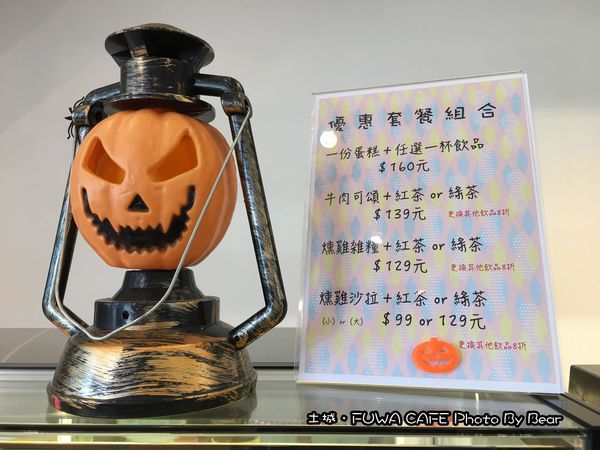 優惠套餐組合
一份蛋糕+任選一杯飲品
$160元
牛肉可頌+紅茶 or 綠茶
$139元 更換其他飲品8折
燻雞雜糧+紅茶 or 綠茶
$129元 更換其他飲品8折
燻雞沙拉+紅茶 or 綠茶
(小) or (大) $99 or 129元
更換其他飲品8折
土城・FUWA CAFE Photo By Bear